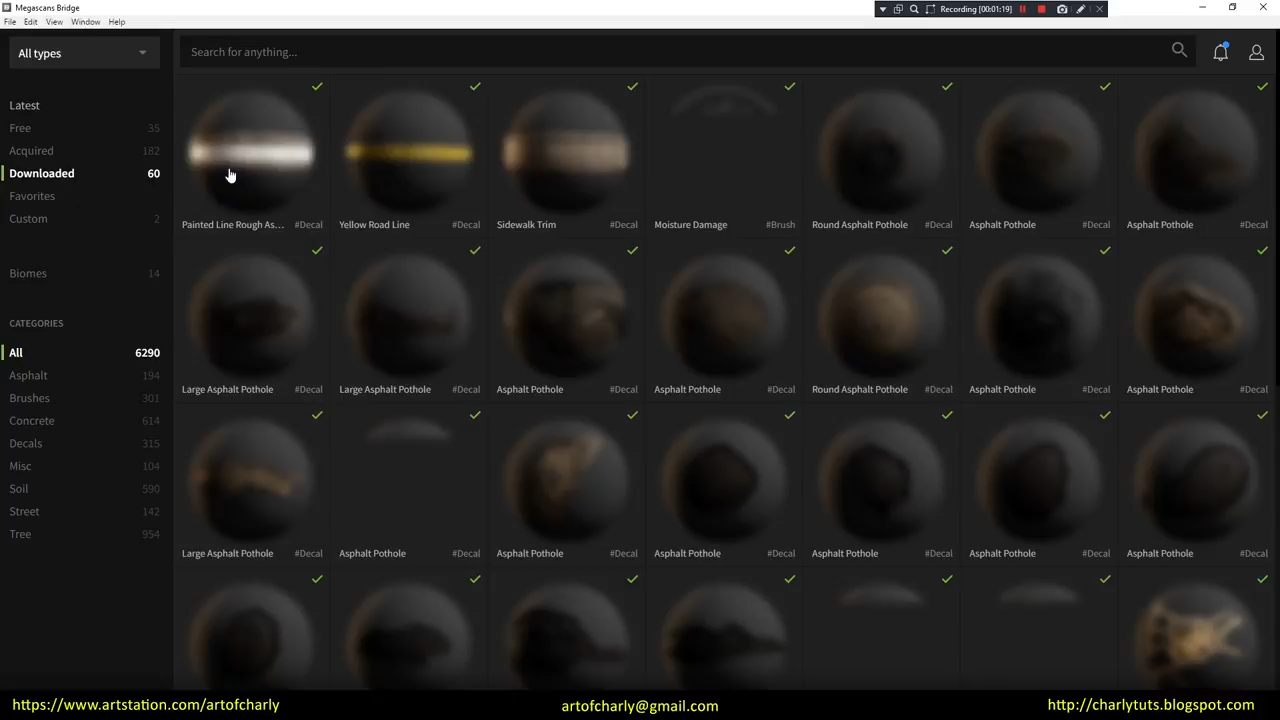 Megascans Bridge
Recording [00:01:19]
File Edit View Window Help
All types
Search for anything...
Latest
Free 35
Acquired 182
Downloaded 60
Favorites
Custom 2
Biomes 14
CATEGORIES
All 6290
Asphalt 194
Brushes 301
Concrete 614
Decals 315
Misc 104
Soil 590
Street 142
Tree 954
Painted Line Rough As... #Decal Yellow Road Line #Decal Sidewalk Trim #Decal Moisture Damage #Brush Round Asphalt Pothole #Decal Asphalt Pothole #Decal Asphalt Pothole #Decal
Large Asphalt Pothole #Decal Large Asphalt Pothole #Decal Asphalt Pothole #Decal Asphalt Pothole #Decal Round Asphalt Pothole #Decal Asphalt Pothole #Decal Asphalt Pothole #Decal
Large Asphalt Pothole #Decal Asphalt Pothole #Decal Asphalt Pothole #Decal Asphalt Pothole #Decal Asphalt Pothole #Decal Asphalt Pothole #Decal Asphalt Pothole #Decal
https://www.artstation.com/artofcharly artofcharly@gmail.com http://charlytuts.blogspot.com